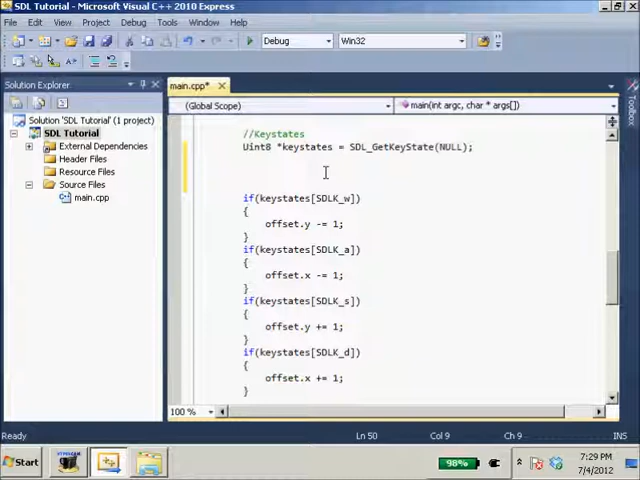 SDL Tutorial - Microsoft Visual C++ 2010 Express
File Edit View Project Debug Tools Window Help
Debug Win32
Solution Explorer
main.cpp*
Toolbox
(Global Scope) main(int argc, char * args[])
Solution 'SDL Tutorial' (1 project)
SDL Tutorial
External Dependencies
Header Files
Resource Files
Source Files
main.cpp
//Keystates
Uint8 *keystates = SDL_GetKeyState(NULL);
if(keystates[SDLK_w])
{
offset.y -= 1;
}
if(keystates[SDLK_a])
{
offset.x -= 1;
}
if(keystates[SDLK_s])
{
offset.y += 1;
}
if(keystates[SDLK_d])
{
offset.x += 1;
}
100 %
Ready Ln 50 Col 9 Ch 9 INS
Start 98% 7:29 PM
7/4/2012